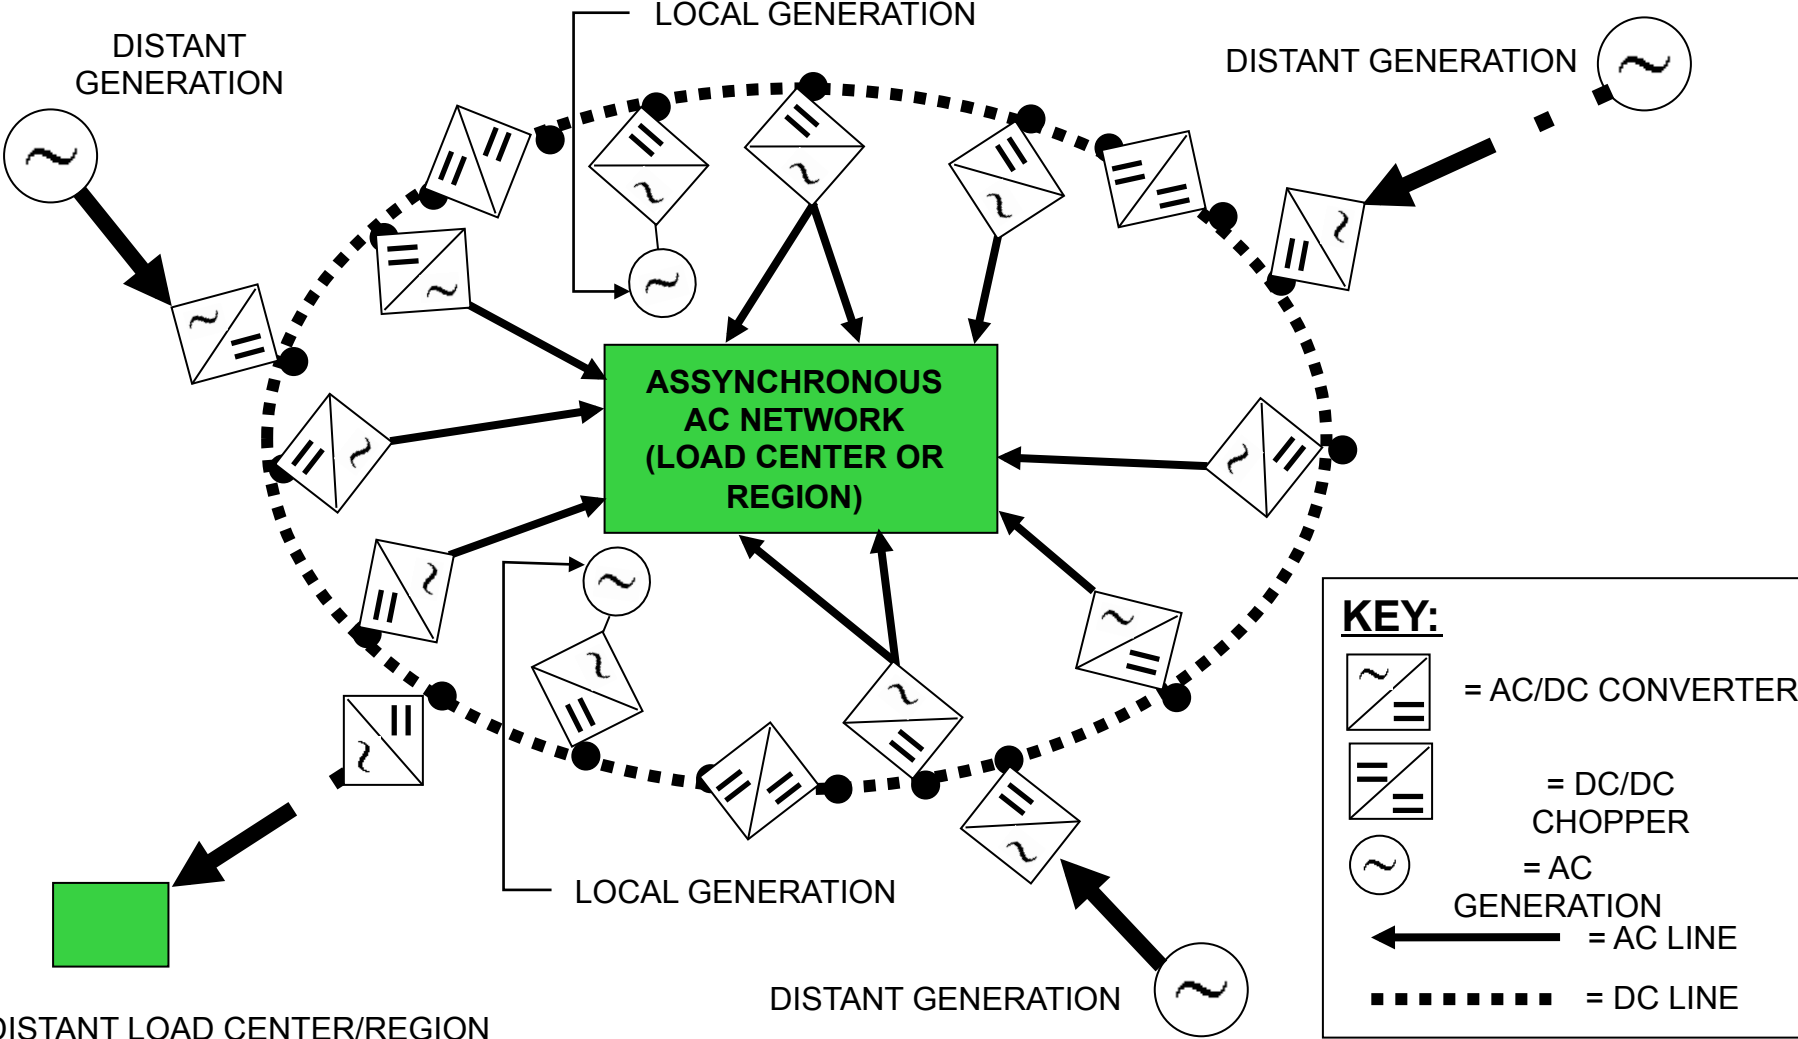 LOCAL GENERATION
DISTANT
GENERATION
DISTANT GENERATION
ASSYNCHRONOUS
AC NETWORK
(LOAD CENTER OR
REGION)
KEY:
= AC/DC CONVERTER
= DC/DC
CHOPPER
= AC
GENERATION
= AC LINE
= DC LINE
LOCAL GENERATION
DISTANT GENERATION
DISTANT LOAD CENTER/REGION